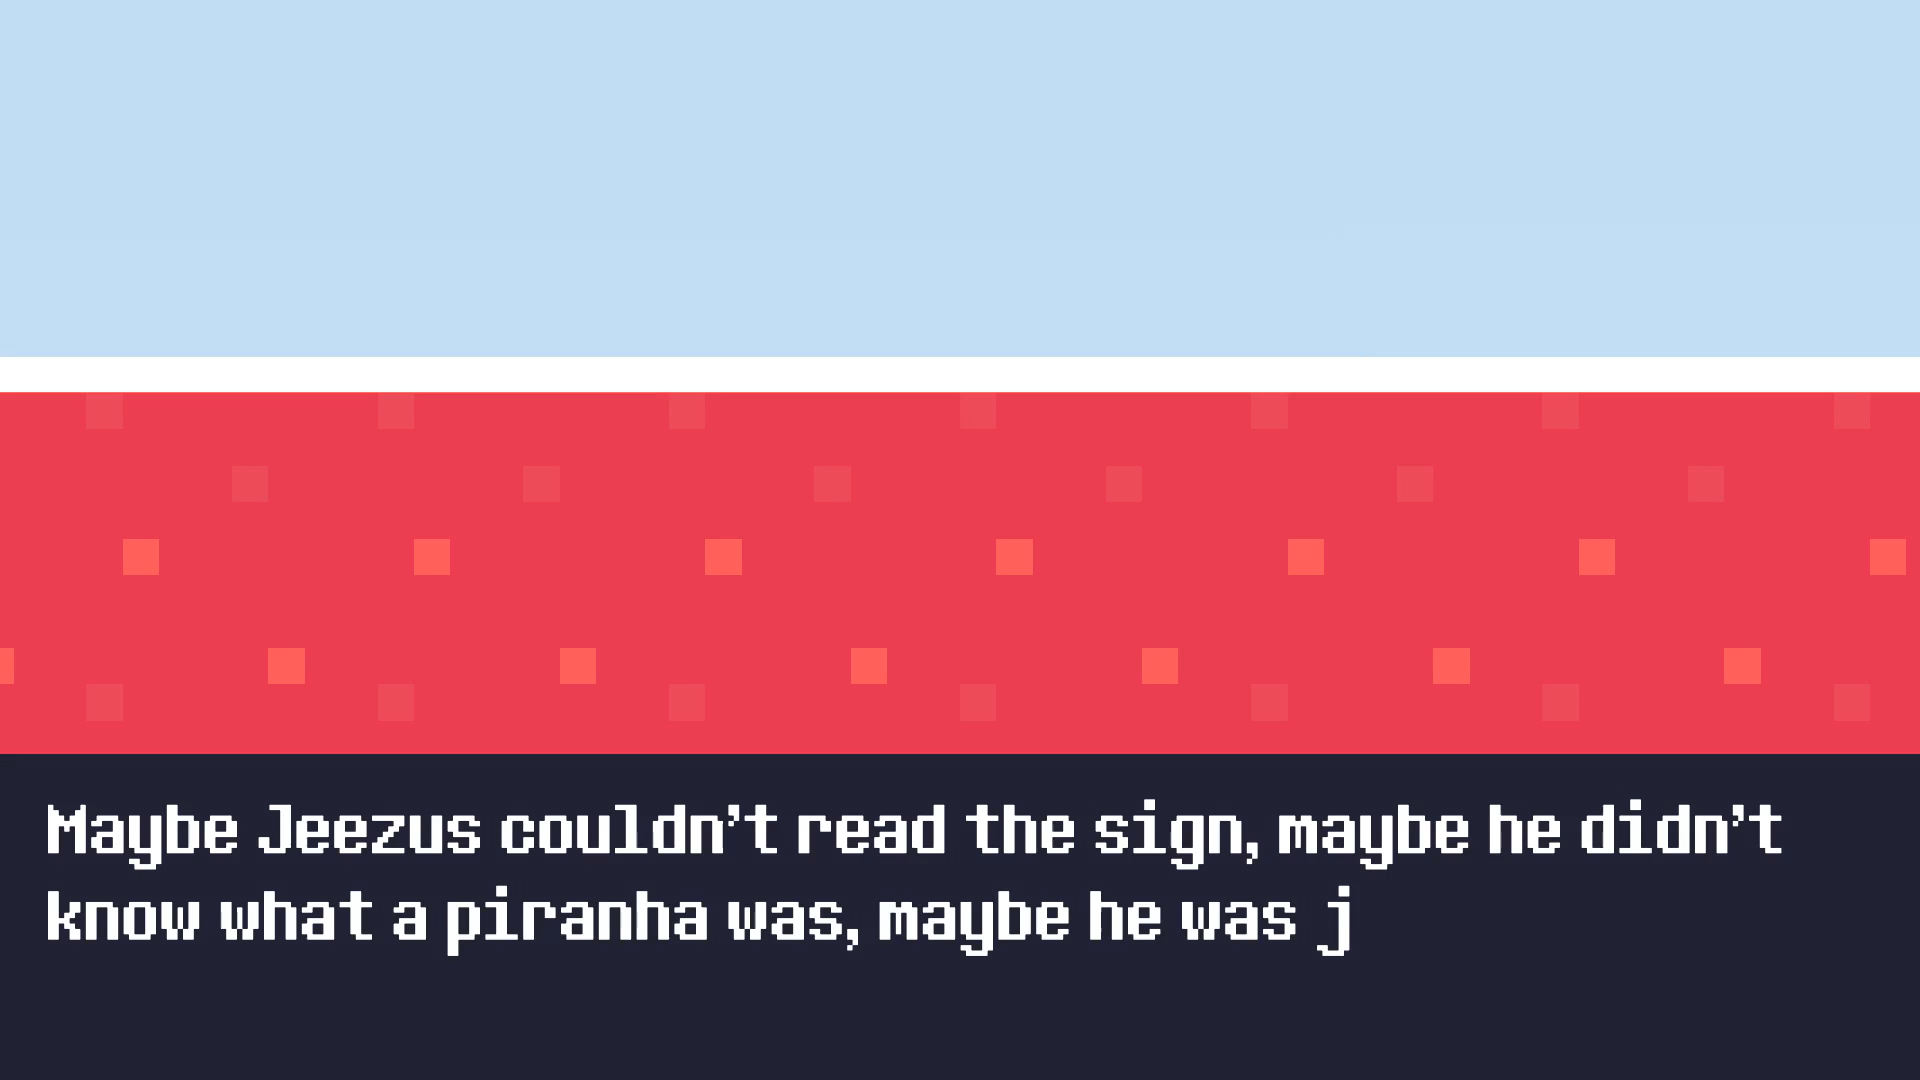 Maybe Jeezus couldn’t read the sign, maybe he didn’t
know what a piranha was, maybe he was j